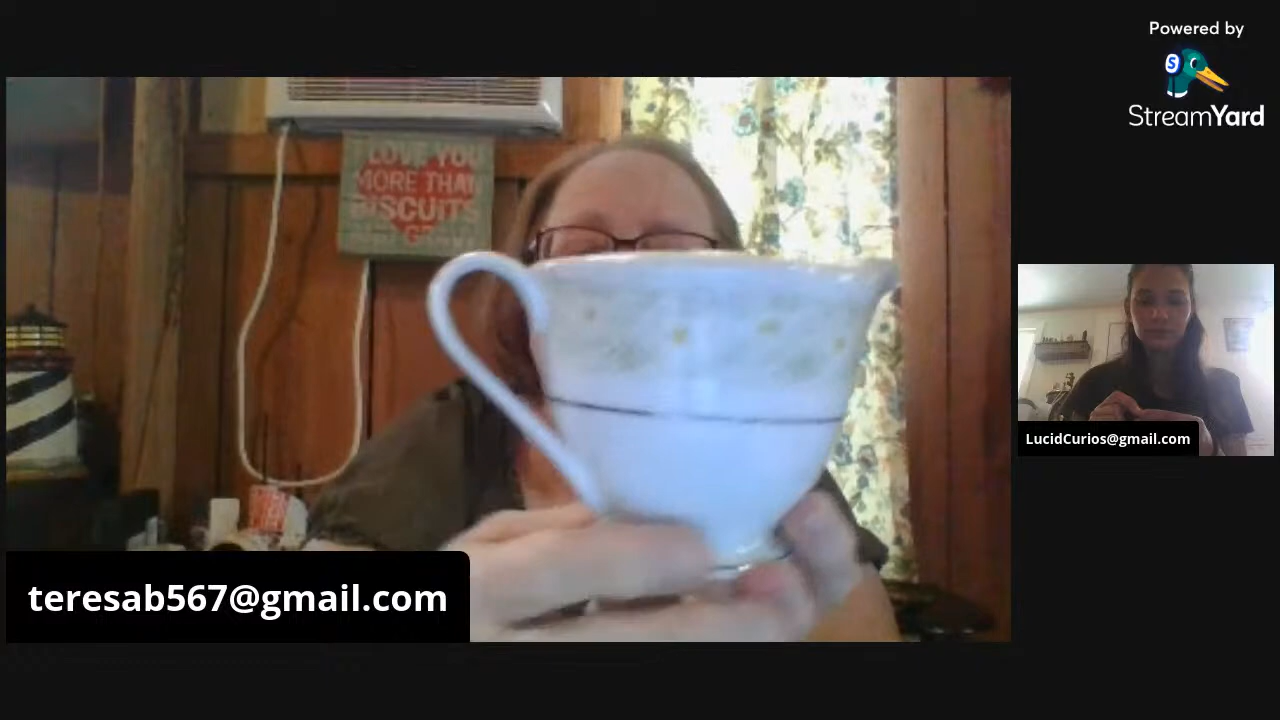 Powered by
S
StreamYard
I LOVE YOU
MORE THAN
BISCUITS
teresab567@gmail.com
LucidCurios@gmail.com